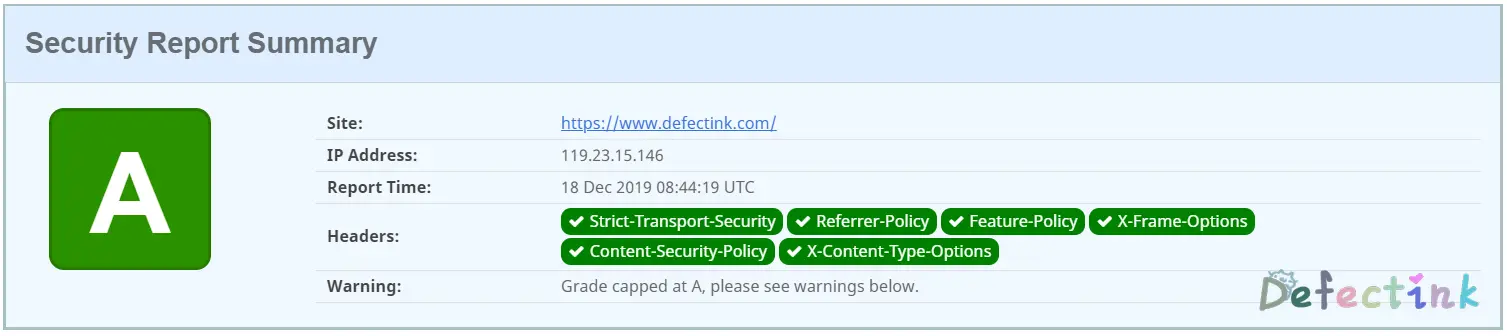 Security Report Summary
A
Site: https://www.defectink.com/
IP Address: 119.23.15.146
Report Time: 18 Dec 2019 08:44:19 UTC
Headers: Strict-Transport-Security Referrer-Policy Feature-Policy X-Frame-Options
Content-Security-Policy X-Content-Type-Options
Warning: Grade capped at A, please see warnings below.
Defectink